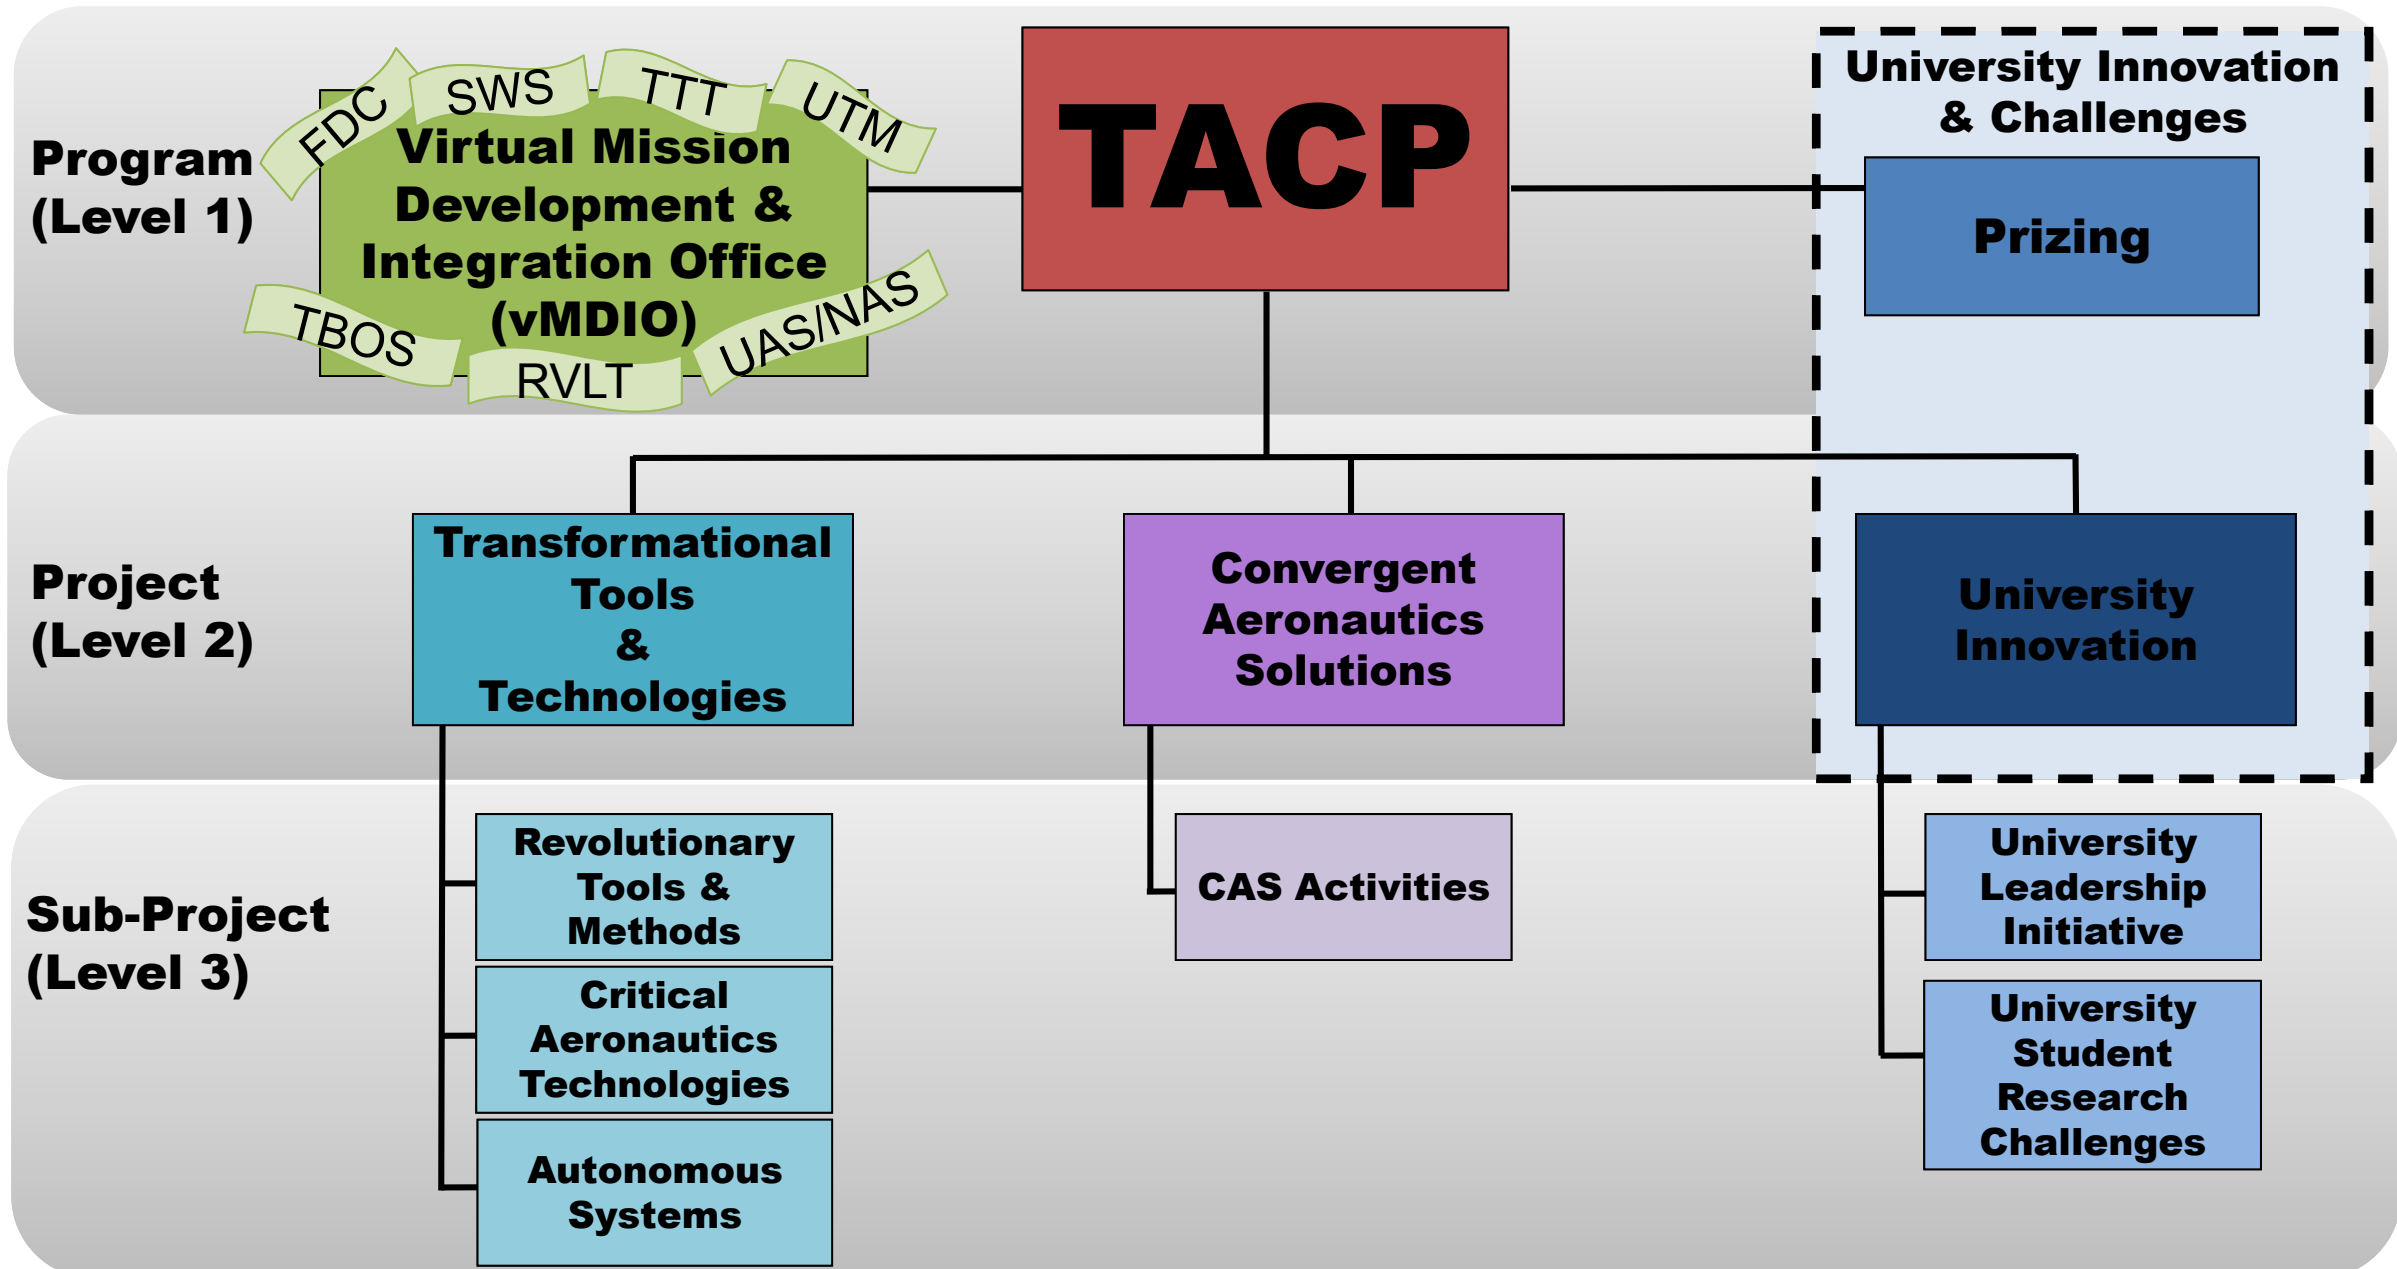 Program
(Level 1)
FDC
SWS
TTT
UTM
Virtual Mission
Development &
Integration Office
(vMDIO)
TBOS
RVLT
UAS/NAS
TACP
University Innovation
& Challenges
Prizing
Project
(Level 2)
Transformational
Tools
&
Technologies
Convergent
Aeronautics
Solutions
University
Innovation
Sub-Project
(Level 3)
Revolutionary
Tools &
Methods
Critical
Aeronautics
Technologies
Autonomous
Systems
CAS Activities
University
Leadership
Initiative
University
Student
Research
Challenges